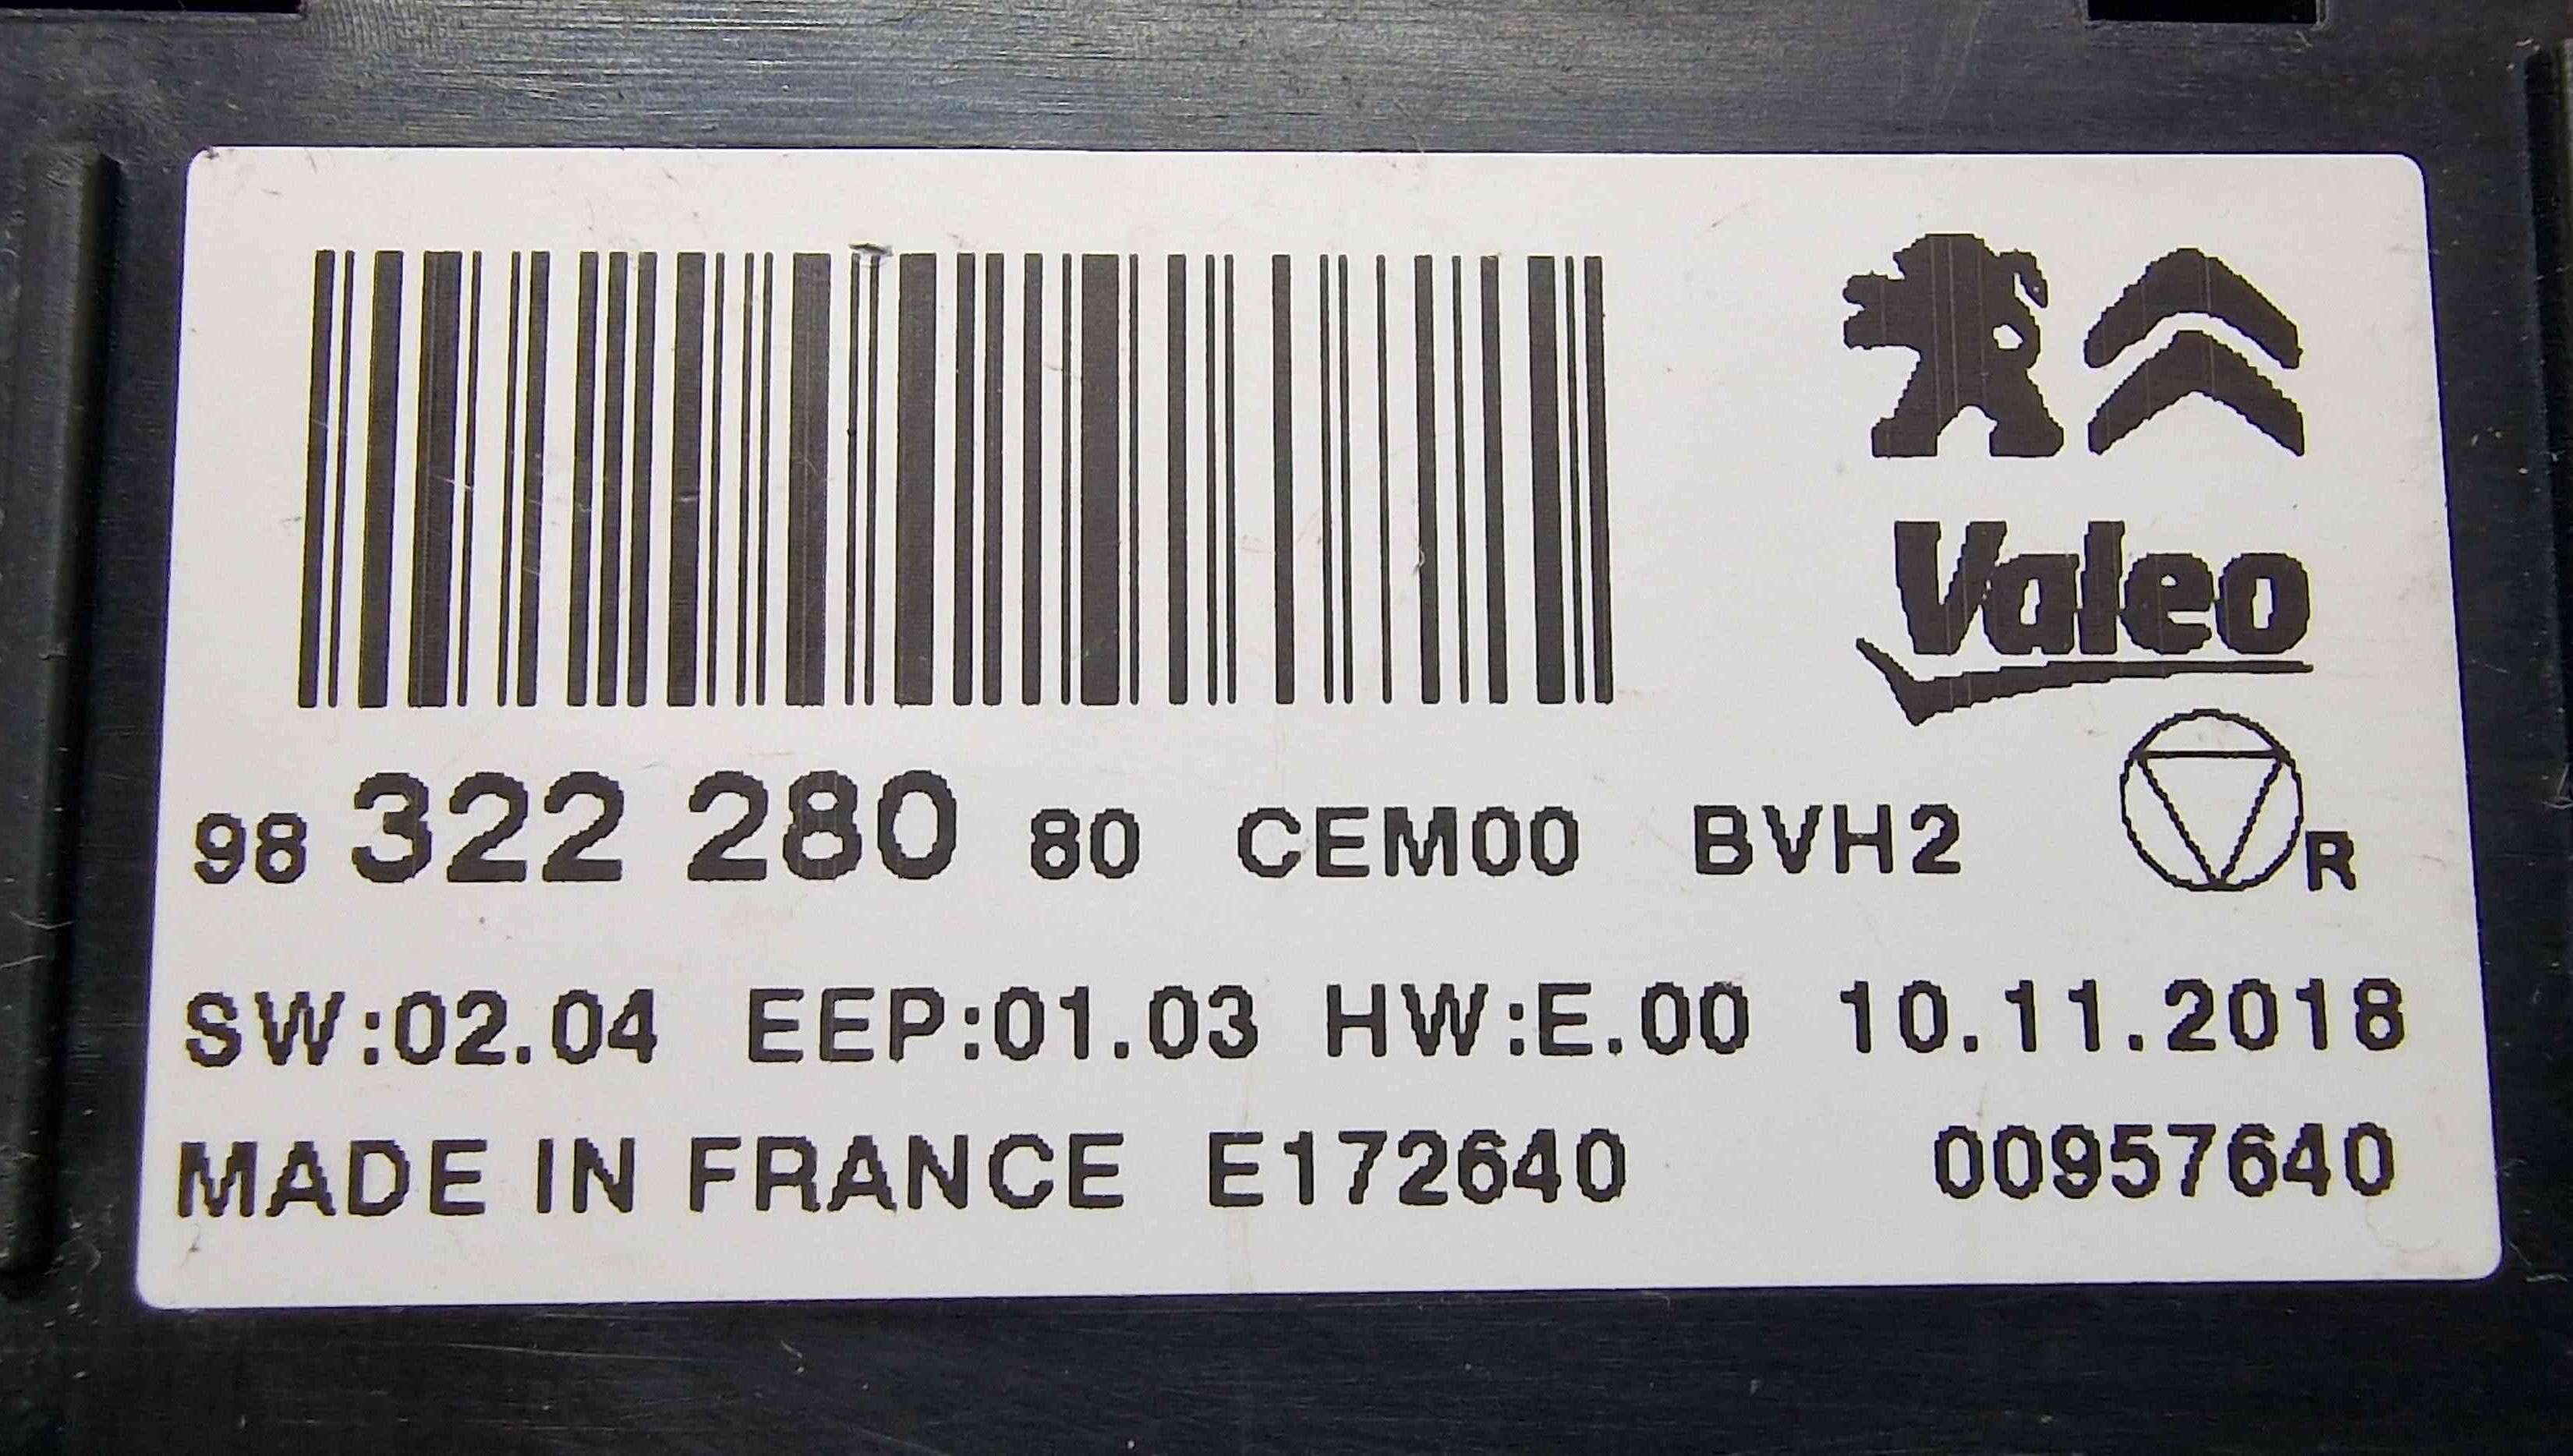 Valeo
98 322 280 80 CEM00 BVH2 R
SW:02.04 EEP:01.03 HW:E.00 10.11.2018
MADE IN FRANCE E172640 00957640